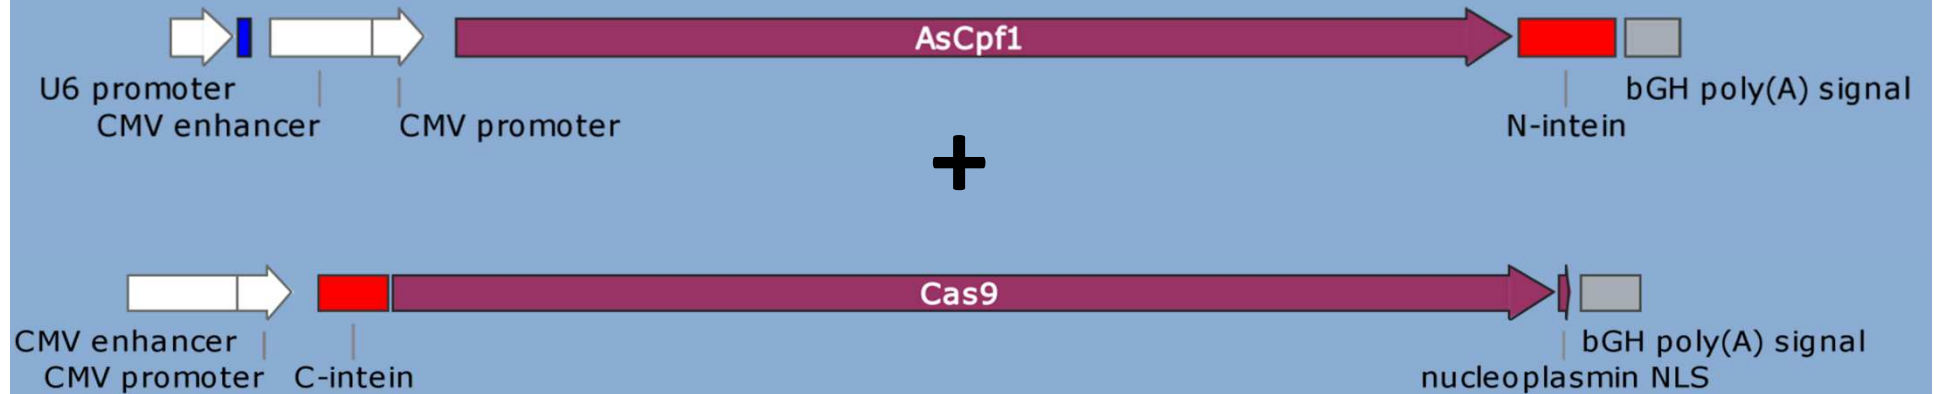 AsCpf1
U6 promoter
bGH poly(A) signal
CMV enhancer
CMV promoter
N-intein
+
Cas9
CMV enhancer
bGH poly(A) signal
CMV promoter
C-intein
nucleoplasmin NLS